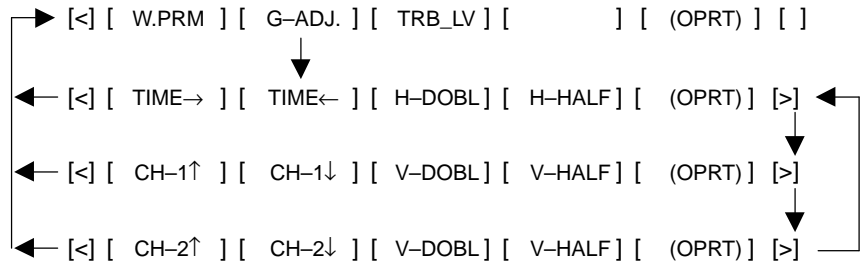 [<] [ W.PRM ] [ G–ADJ. ] [ TRB_LV ] [ ] [ (OPRT) ] [ ]
[<] [ TIME→ ] [ TIME← ] [ H–DOBL ] [ H–HALF ] [ (OPRT) ] [>]
[<] [ CH–1↑ ] [ CH–1↓ ] [ V–DOBL ] [ V–HALF ] [ (OPRT) ] [>]
[<] [ CH–2↑ ] [ CH–2↓ ] [ V–DOBL ] [ V–HALF ] [ (OPRT) ] [>]